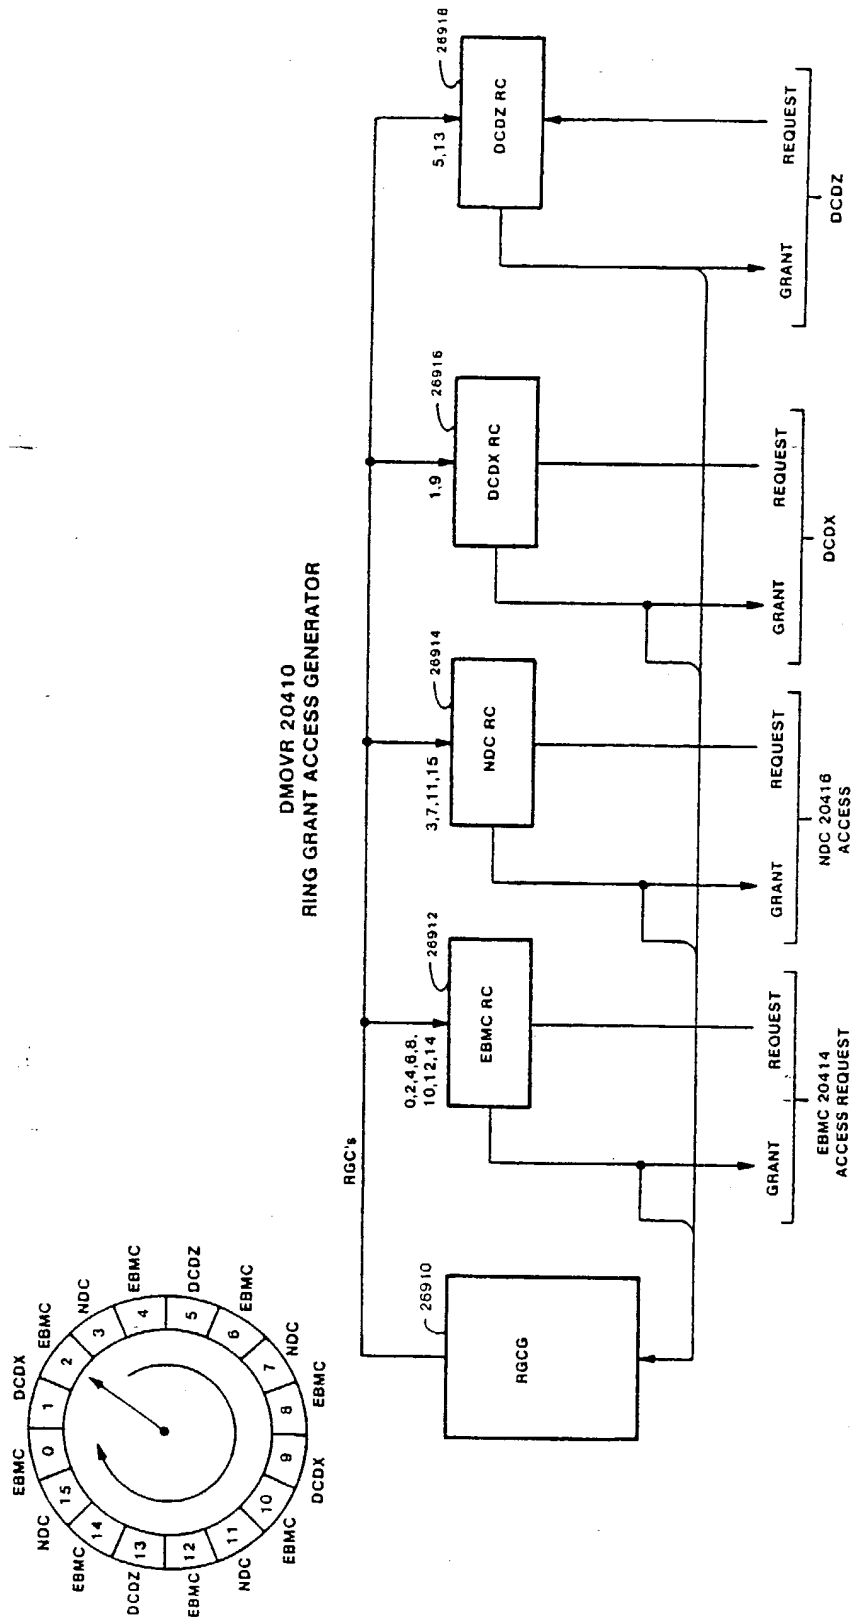 DMOVR 20410
RING GRANT ACCESS GENERATOR
EBMC
DCDX
EBMC
NDC
EBMC
DCDZ
EBMC
NDC
EBMC
DCDX
EBMC
NDC
EBMC
DCDZ
EBMC
NDC
0
1
2
3
4
5
6
7
8
9
10
11
12
13
14
15
RGC's
26910
RGCG
0,2,4,6,8.
10,12,14
26912
EBMC RC
3,7,11,15
26914
NDC RC
1,9
26916
DCDX RC
5,13
26918
DCDZ RC
GRANT
REQUEST
EBMC 20414
ACCESS REQUEST
GRANT
REQUEST
NDC 20416
ACCESS
GRANT
REQUEST
DCDX
GRANT
REQUEST
DCDZ